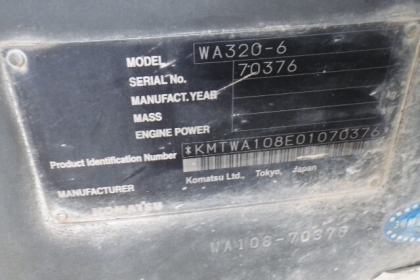 MODEL WA320-6
SERIAL No. 70376
MANUFACT.YEAR
MASS
ENGINE POWER
Product Identification Number *KMTWA108E01070376
MANUFACTURER Komatsu Ltd., Tokyo, Japan
KOMATSU
WA108-70376